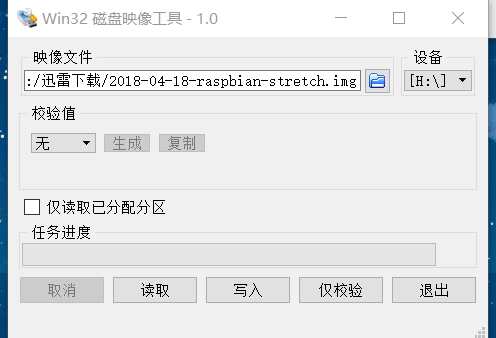 Win32 磁盘映像工具 - 1.0
映像文件
设备
:/迅雷下载/2018-04-18-raspbian-stretch.img
[H:\]
校验值
无
生成
复制
仅读取已分配分区
任务进度
取消
读取
写入
仅校验
退出